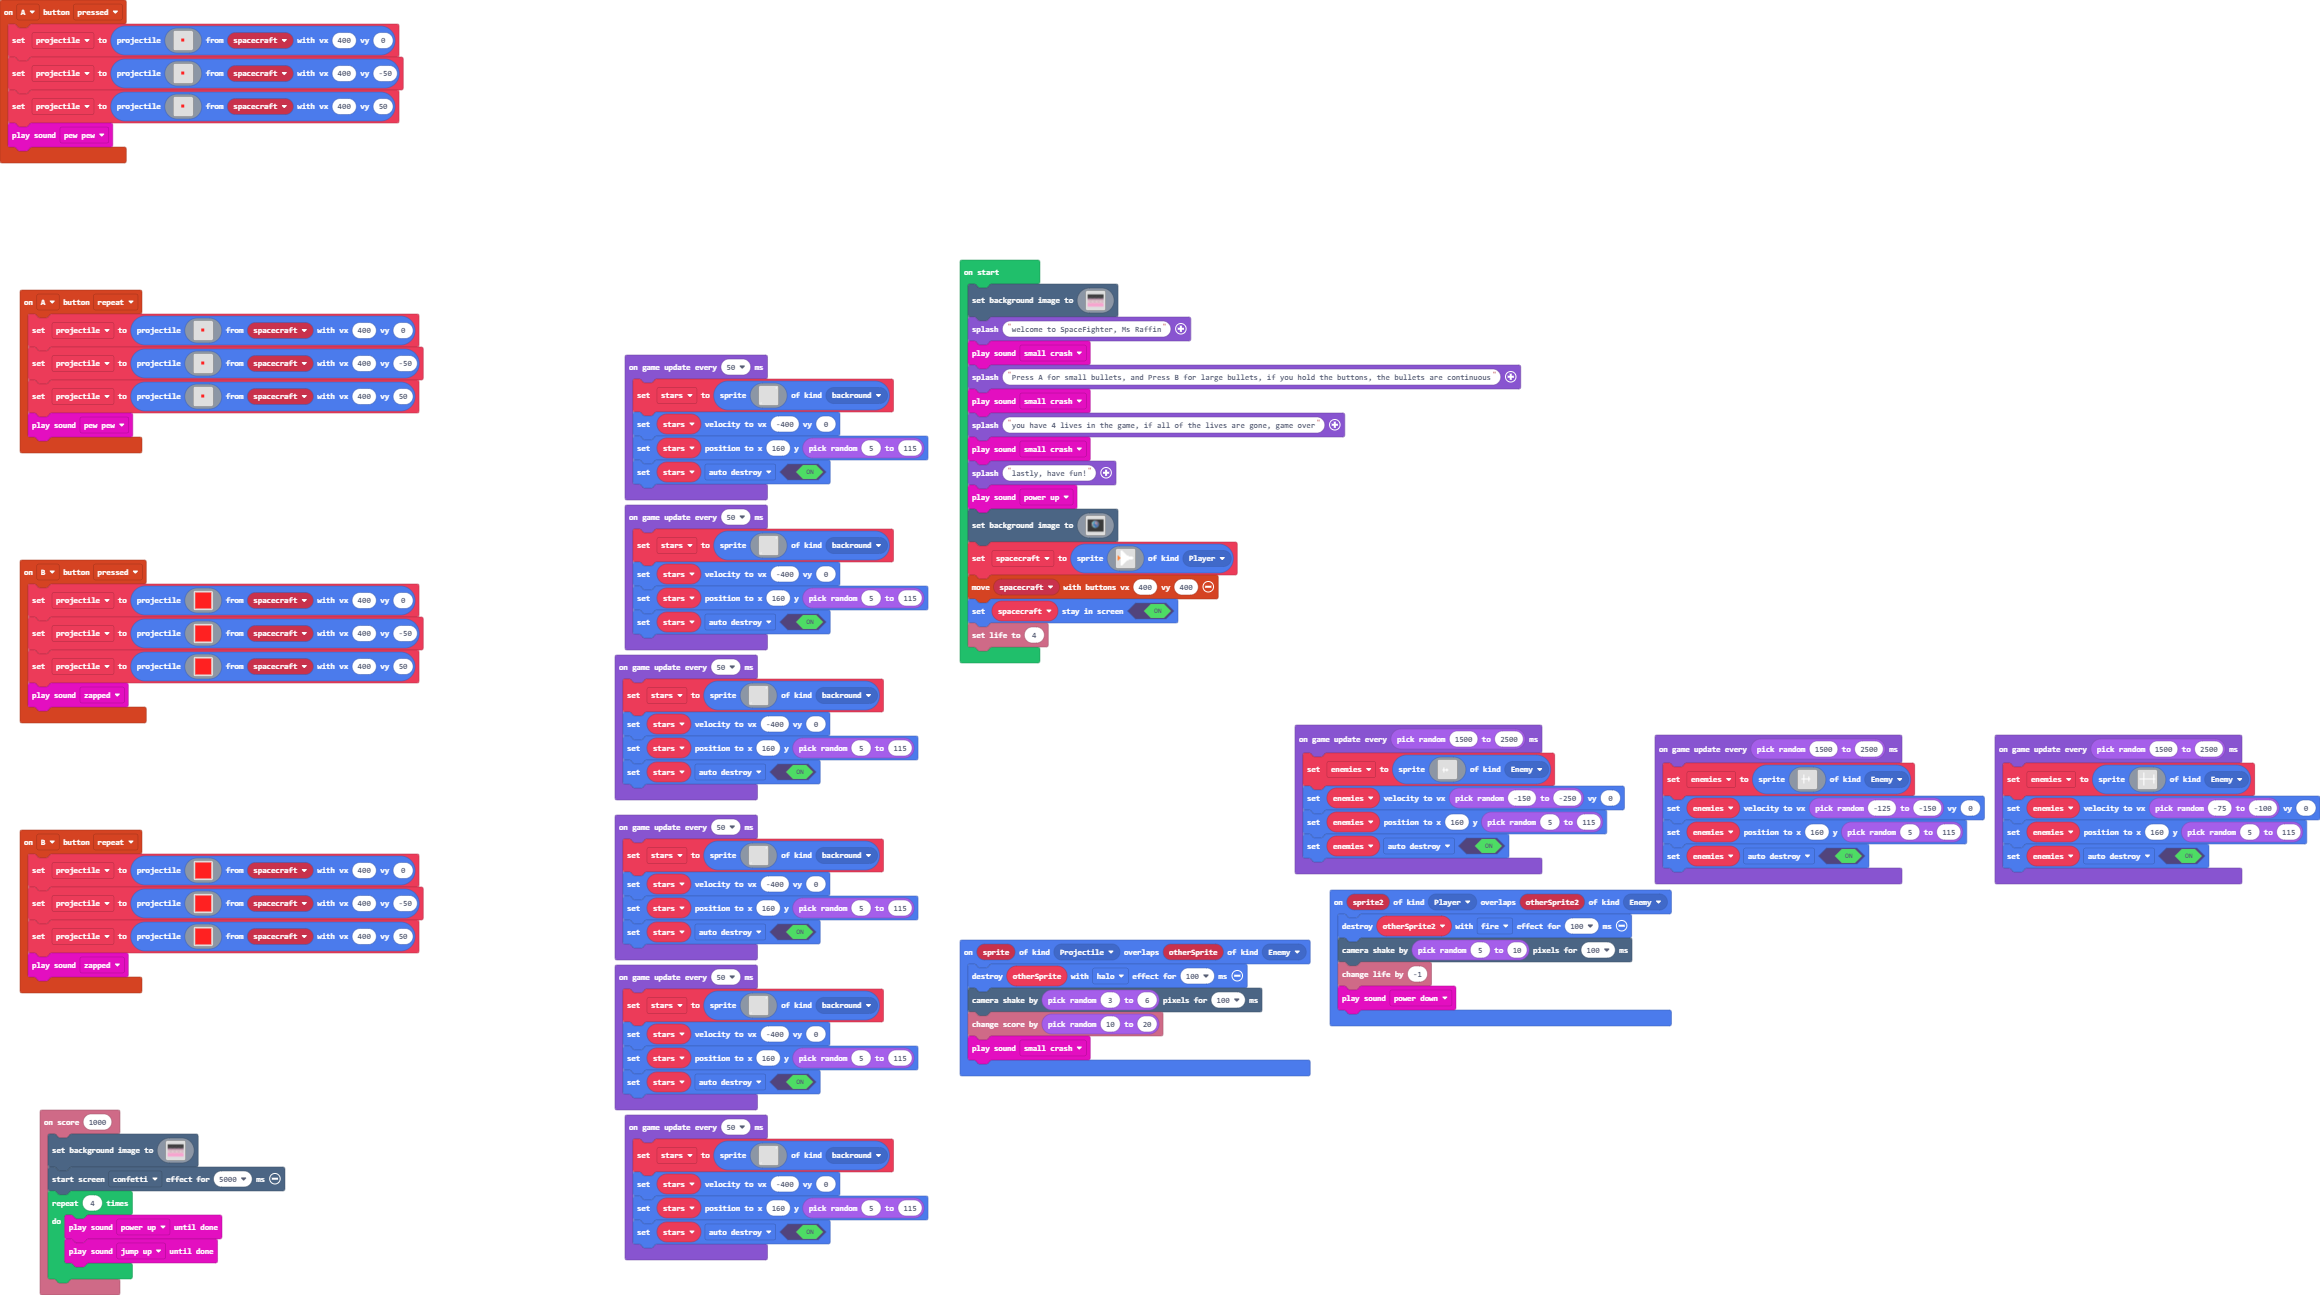 on A button pressed
set projectile to projectile from spacecraft with vx 400 vy 0
set projectile to projectile from spacecraft with vx 400 vy -50
set projectile to projectile from spacecraft with vx 400 vy 50
play sound pew pew
on A button repeat
set projectile to projectile from spacecraft with vx 400 vy 0
set projectile to projectile from spacecraft with vx 400 vy -50
set projectile to projectile from spacecraft with vx 400 vy 50
play sound pew pew
on B button pressed
set projectile to projectile from spacecraft with vx 400 vy 0
set projectile to projectile from spacecraft with vx 400 vy -50
set projectile to projectile from spacecraft with vx 400 vy 50
play sound zapped
on B button repeat
set projectile to projectile from spacecraft with vx 400 vy 0
set projectile to projectile from spacecraft with vx 400 vy -50
set projectile to projectile from spacecraft with vx 400 vy 50
play sound zapped
on score 1000
set background image to
start screen confetti effect for 5000 ms
repeat 4 times
do
play sound power up until done
play sound jump up until done
on game update every 50 ms
set stars to sprite of kind backround
set stars velocity to vx -400 vy 0
set stars position to x 160 y pick random 5 to 115
set stars auto destroy ON
on game update every 50 ms
set stars to sprite of kind backround
set stars velocity to vx -400 vy 0
set stars position to x 160 y pick random 5 to 115
set stars auto destroy ON
on game update every 50 ms
set stars to sprite of kind backround
set stars velocity to vx -400 vy 0
set stars position to x 160 y pick random 5 to 115
set stars auto destroy ON
on game update every 50 ms
set stars to sprite of kind backround
set stars velocity to vx -400 vy 0
set stars position to x 160 y pick random 5 to 115
set stars auto destroy ON
on game update every 50 ms
set stars to sprite of kind backround
set stars velocity to vx -400 vy 0
set stars position to x 160 y pick random 5 to 115
set stars auto destroy ON
on game update every 50 ms
set stars to sprite of kind backround
set stars velocity to vx -400 vy 0
set stars position to x 160 y pick random 5 to 115
set stars auto destroy ON
on start
set background image to
splash "welcome to SpaceFighter, Ms Raffin"
play sound small crash
splash "Press A for small bullets, and Press B for large bullets, if you hold the buttons, the bullets are continuous"
play sound small crash
splash "you have 4 lives in the game, if all of the lives are gone, game over"
play sound small crash
splash "lastly, have fun!"
play sound power up
set background image to
set spacecraft to sprite of kind Player
move spacecraft with buttons vx 400 vy 400
set spacecraft stay in screen ON
set life to 4
on game update every pick random 1500 to 2500 ms
set enemies to sprite of kind Enemy
set enemies velocity to vx pick random -150 to -250 vy 0
set enemies position to x 160 y pick random 5 to 115
set enemies auto destroy ON
on game update every pick random 1500 to 2500 ms
set enemies to sprite of kind Enemy
set enemies velocity to vx pick random -125 to -150 vy 0
set enemies position to x 160 y pick random 5 to 115
set enemies auto destroy ON
on game update every pick random 1500 to 2500 ms
set enemies to sprite of kind Enemy
set enemies velocity to vx pick random -75 to -100 vy 0
set enemies position to x 160 y pick random 5 to 115
set enemies auto destroy ON
on sprite of kind Projectile overlaps otherSprite of kind Enemy
destroy otherSprite with halo effect for 100 ms
camera shake by pick random 3 to 6 pixels for 100 ms
change score by pick random 10 to 20
play sound small crash
on sprite2 of kind Player overlaps otherSprite2 of kind Enemy
destroy otherSprite2 with fire effect for 100 ms
camera shake by pick random 5 to 10 pixels for 100 ms
change life by -1
play sound power down